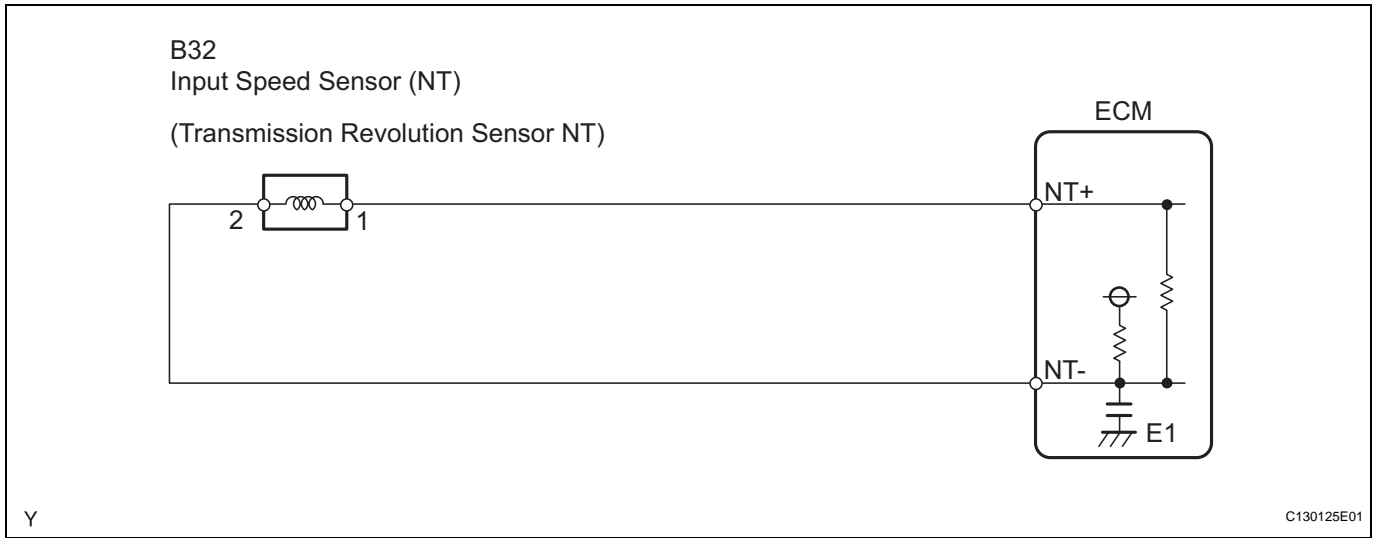 B32
Input Speed Sensor (NT)
(Transmission Revolution Sensor NT)
ECM
NT+
2
1
NT-
E1
Y
C130125E01